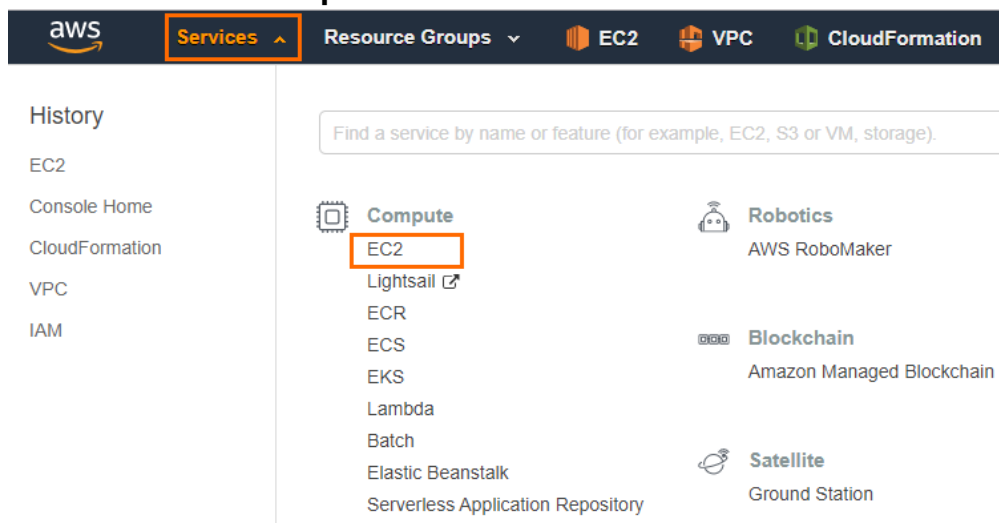 aws
Services
Resource Groups
EC2
VPC
CloudFormation
History
EC2
Console Home
CloudFormation
VPC
IAM
Find a service by name or feature (for example, EC2, S3 or VM, storage).
Compute
EC2
Lightsail
ECR
ECS
EKS
Lambda
Batch
Elastic Beanstalk
Serverless Application Repository
Robotics
AWS RoboMaker
Blockchain
Amazon Managed Blockchain
Satellite
Ground Station